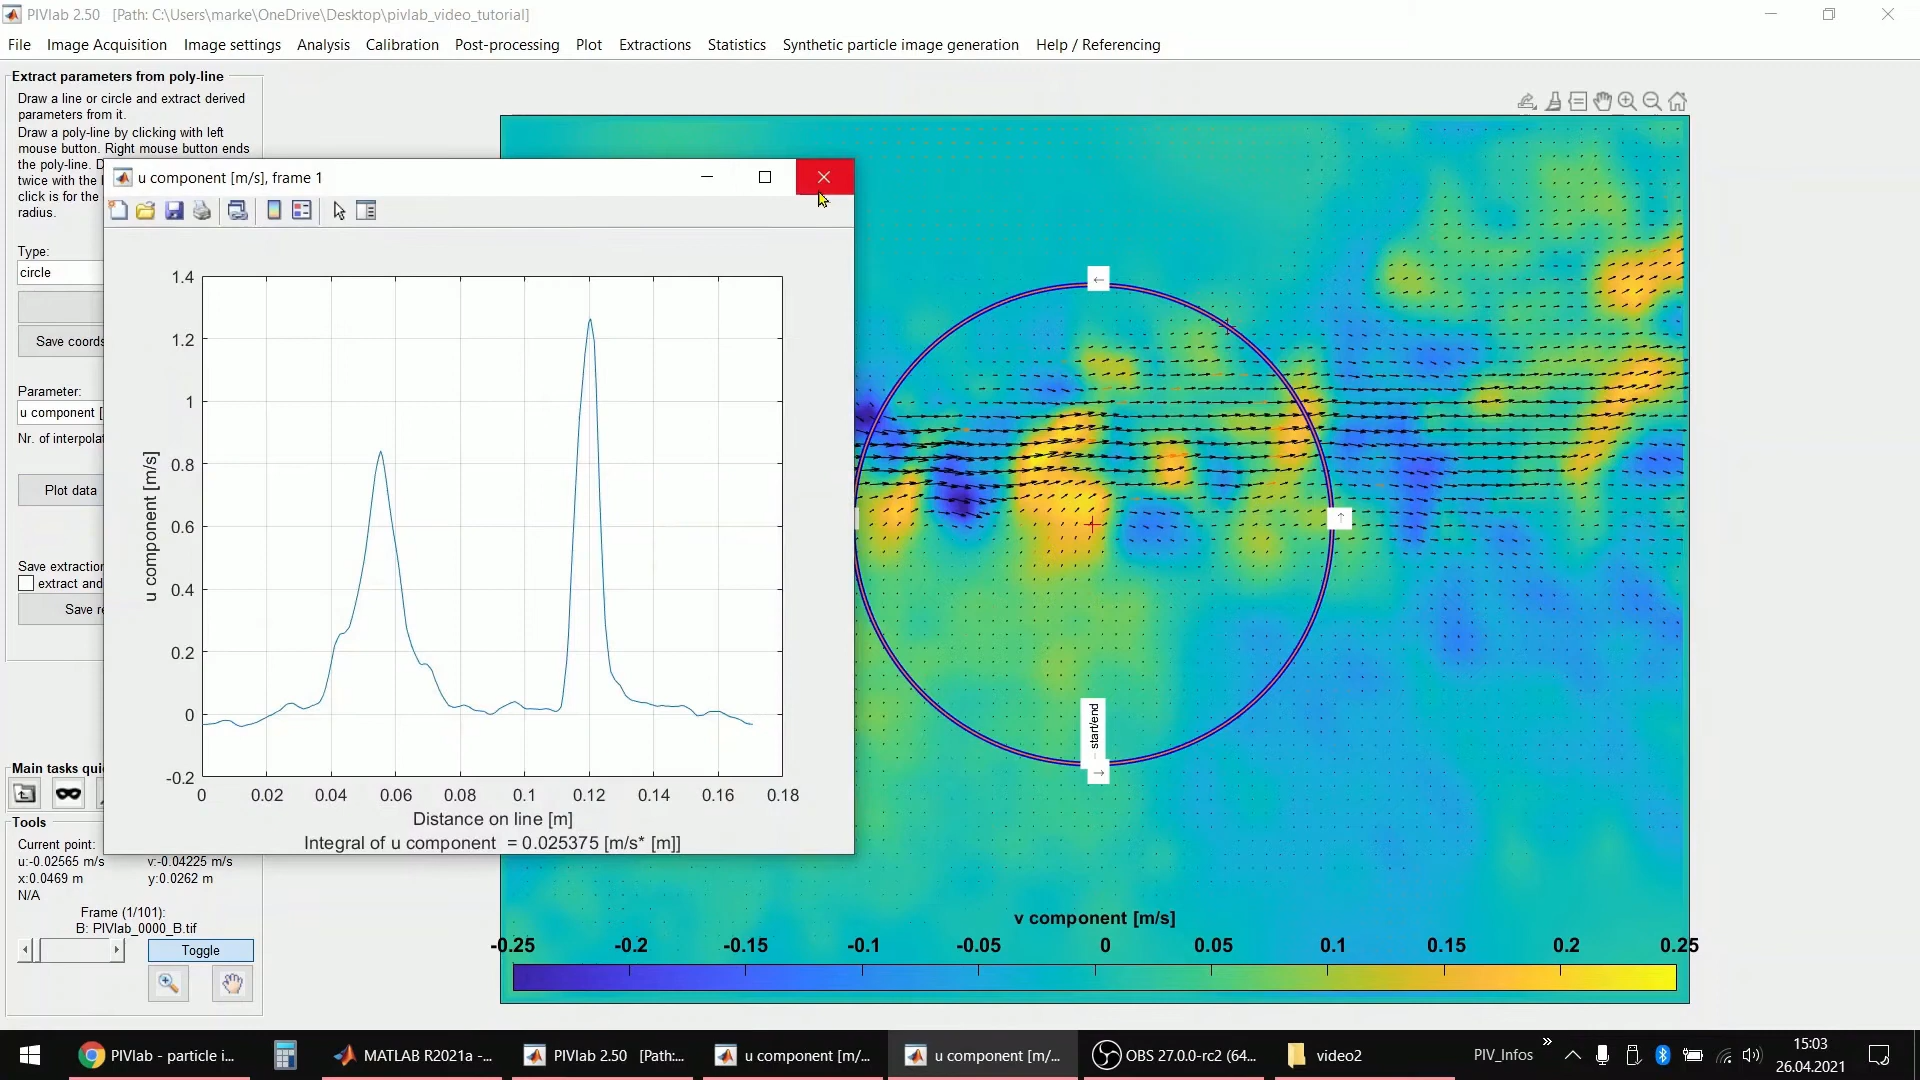 PIVlab 2.50 [Path: C:\Users\marke\OneDrive\Desktop\pivlab_video_tutorial]
File Image Acquisition Image settings Analysis Calibration Post-processing Plot Extractions Statistics Synthetic particle image generation Help / Referencing
Extract parameters from poly-line
Draw a line or circle and extract derived
parameters from it.
Draw a poly-line by clicking with left
mouse button. Right mouse button ends
the poly-line. D
twice with the l
click is for the
radius.
Type:
circle
Save coords
Parameter:
u component [
Nr. of interpolat
Plot data
Save extraction
extract and
Save re
Main tasks quic
Tools
Current point:
u:-0.02565 m/s v:-0.04225 m/s
x:0.0469 m y:0.0262 m
N/A
Frame (1/101):
B: PIVlab_0000_B.tif
Toggle
u component [m/s], frame 1
1.4
1.2
1
0.8
0.6
0.4
0.2
0
-0.2
u component [m/s]
0 0.02 0.04 0.06 0.08 0.1 0.12 0.14 0.16 0.18
Distance on line [m]
Integral of u component = 0.025375 [m/s* [m]]
←
↑
start/end
→
v component [m/s]
-0.25 -0.2 -0.15 -0.1 -0.05 0 0.05 0.1 0.15 0.2 0.25
PIVlab - particle i...
MATLAB R2021a -...
PIVlab 2.50 [Path:...
u component [m/...
u component [m/...
OBS 27.0.0-rc2 (64...
video2
PIV_Infos
15:03
26.04.2021